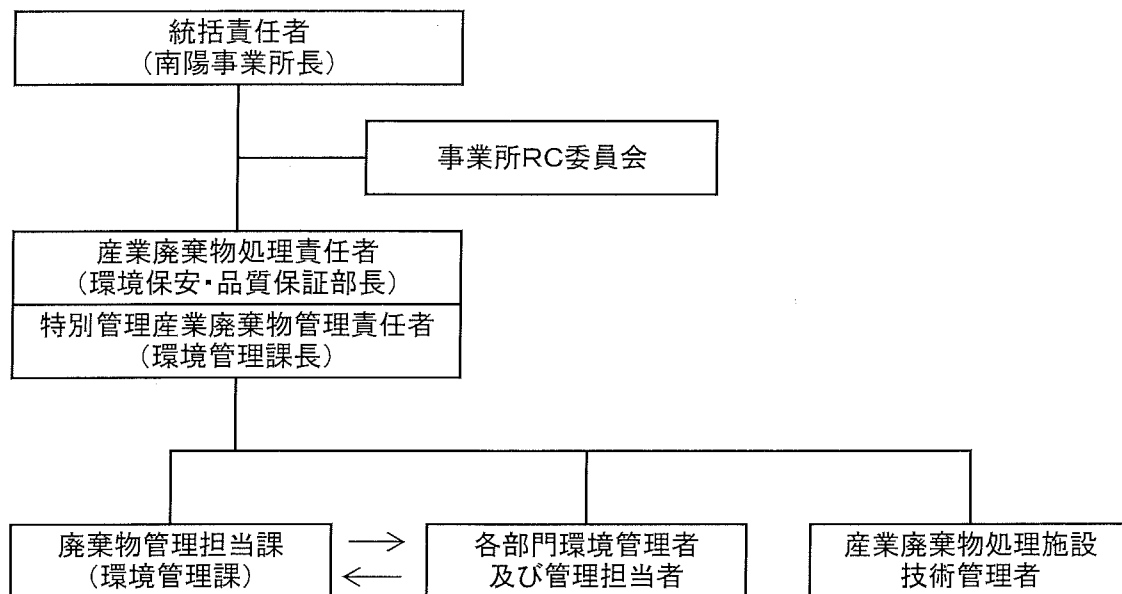 統括責任者
（南陽事業所長）
事業所RC委員会
産業廃棄物処理責任者
（環境保安・品質保証部長）
特別管理産業廃棄物管理責任者
（環境管理課長）
廃棄物管理担当課
（環境管理課）
各部門環境管理者
及び管理担当者
産業廃棄物処理施設
技術管理者